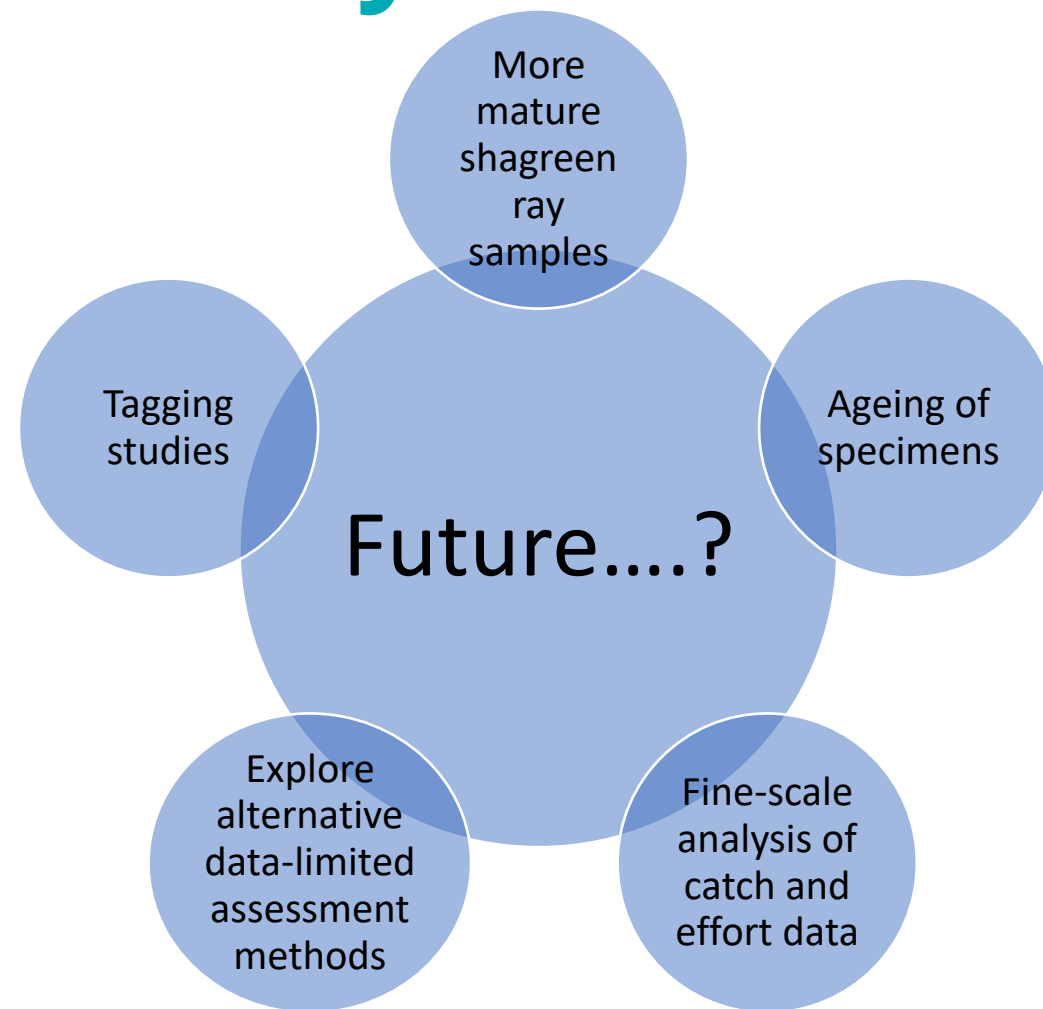 More
mature
shagreen
ray
samples
Tagging
studies
Ageing of
specimens
Future....?
Explore
alternative
data-limited
assessment
methods
Fine-scale
analysis of
catch and
effort data